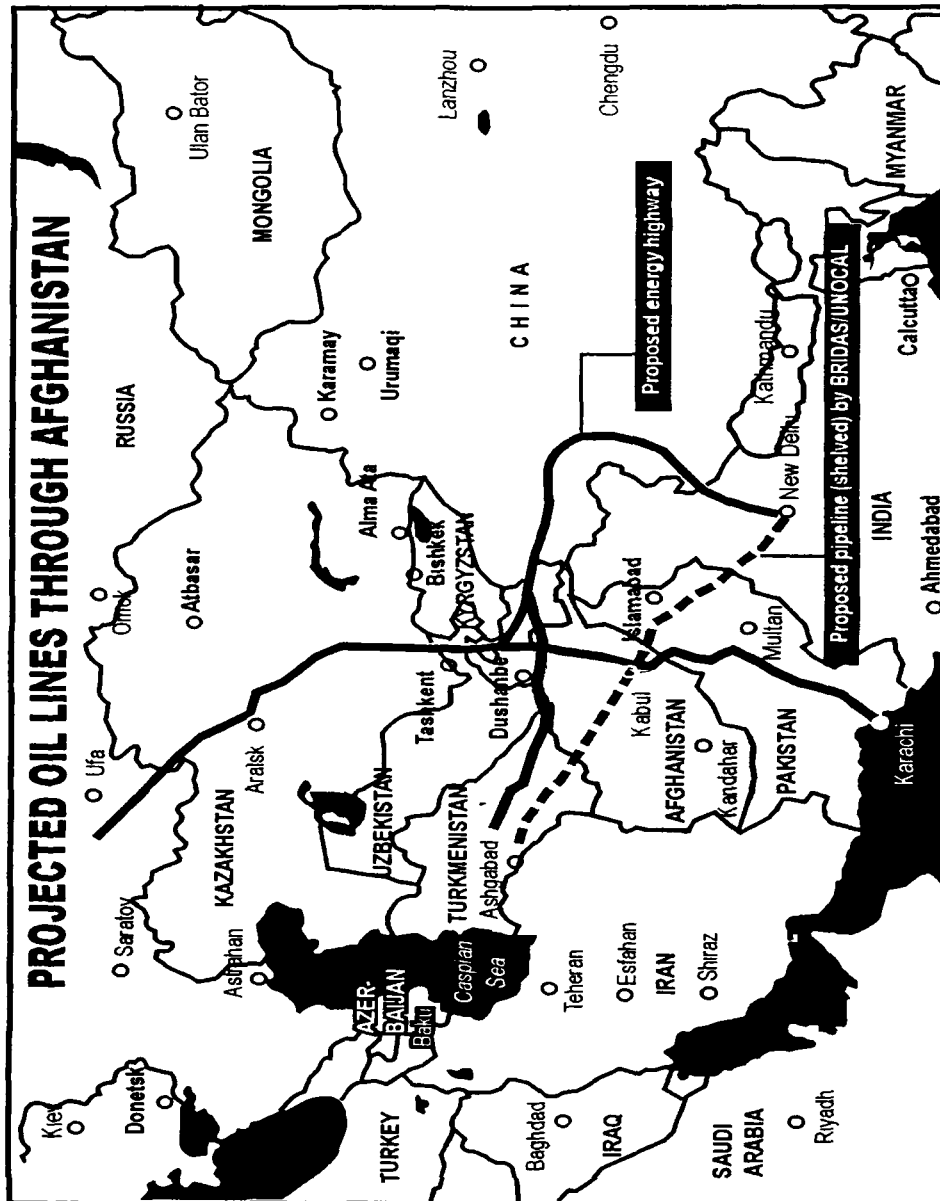 PROJECTED OIL LINES THROUGH AFGHANISTAN
Kiev
Donetsk
Saratov
Ufa
Omok
RUSSIA
Atbasar
Ulan Bator
MONGOLIA
KAZAKHSTAN
Aralsk
Karamay
Urumaqi
Alma Ata
Bishkek
KYRGYZSTAN
Tashkent
Dushanbe
UZBEKISTAN
AZER-
BAIJAN
Baku
Caspian
Sea
TURKMENISTAN
Ashgabad
TURKEY
Baghdad
IRAQ
Teheran
Esfahan
IRAN
Shiraz
SAUDI
ARABIA
Riyadh
AFGHANISTAN
Kabul
Kandahar
Islamabad
PAKISTAN
Multan
Karachi
CHINA
Lanzhou
Chengdu
Proposed energy highway
Kathmandu
New Delhi
Proposed pipeline (shelved) by BRIDAS/UNOCAL
INDIA
Ahmedabad
Calcutta
MYANMAR